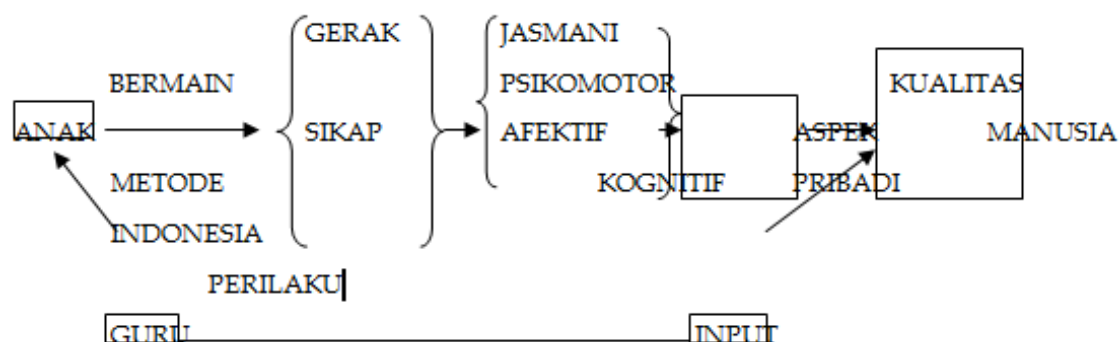 GERAK JASMANI
BERMAIN PSIKOMOTOR KUALITAS
ANAK SIKAP AFEKTIF ASPEK MANUSIA
METODE KOGNITIF PRIBADI
INDONESIA
PERILAKU
GURU INPUT